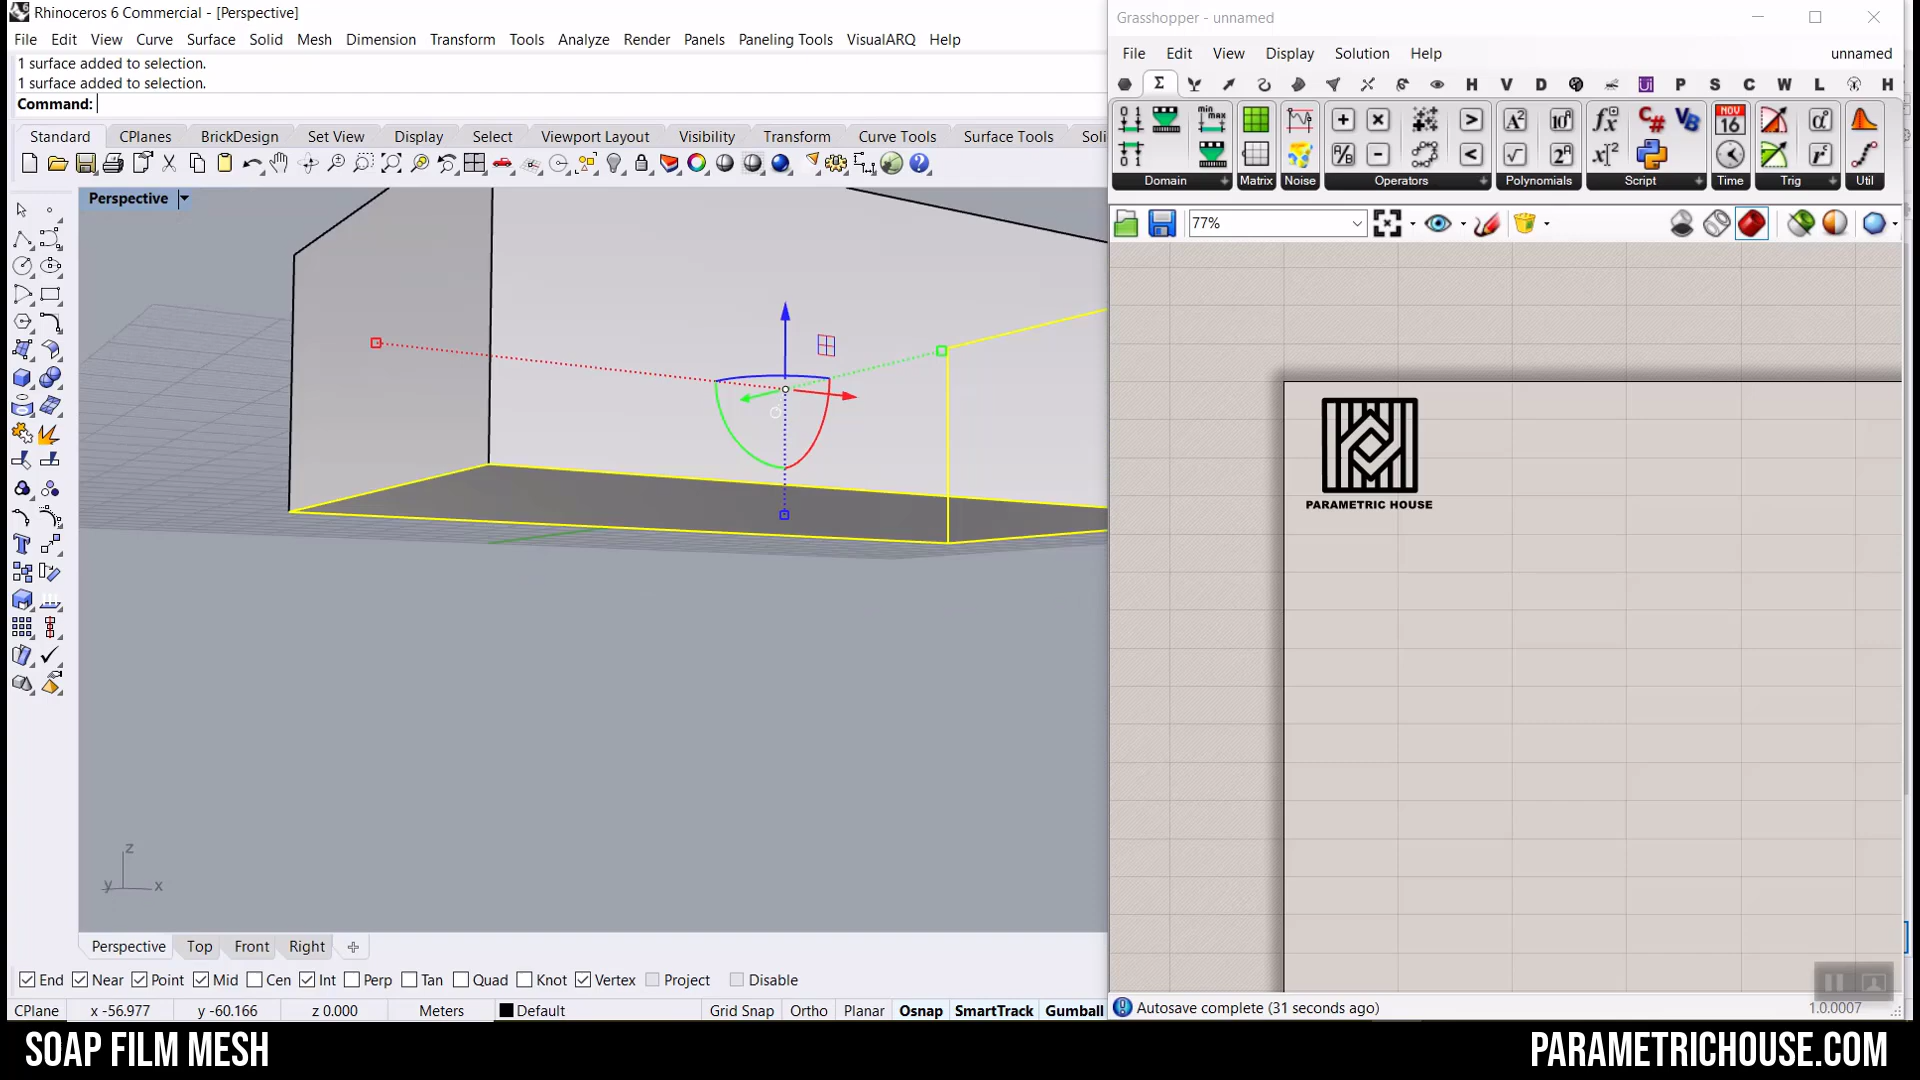 Rhinoceros 6 Commercial - [Perspective]
File Edit View Curve Surface Solid Mesh Dimension Transform Tools Analyze Render Panels Paneling Tools VisualARQ Help
1 surface added to selection.
1 surface added to selection.
Command:
Standard CPlanes BrickDesign Set View Display Select Viewport Layout Visibility Transform Curve Tools Surface Tools Soli
Perspective
z
y x
Perspective Top Front Right
End Near Point Mid Cen Int Perp Tan Quad Knot Vertex Project Disable
CPlane x -56.977 y -60.166 z 0.000 Meters Default Grid Snap Ortho Planar Osnap SmartTrack Gumball
Grasshopper - unnamed
File Edit View Display Solution Help unnamed
Σ H V D Ui P S C W L H
Domain Matrix Noise Operators Polynomials Script Time Trig Util
77%
PARAMETRIC HOUSE
Autosave complete (31 seconds ago) 1.0.0007
SOAP FILM MESH
PARAMETRICHOUSE.COM